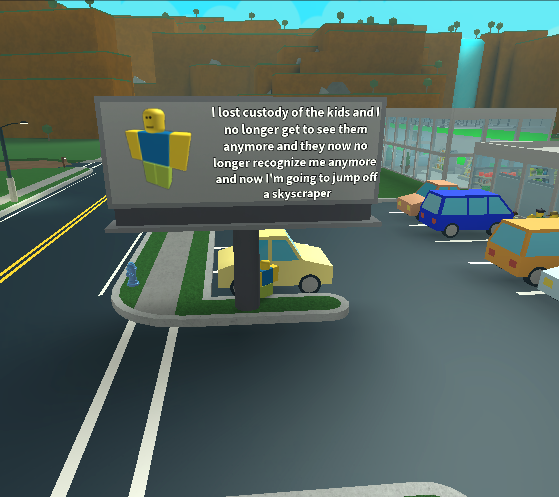 I lost custody of the kids and I
no longer get to see them
anymore and they now no
longer recognize me anymore
and now I'm going to jump off
a skyscraper